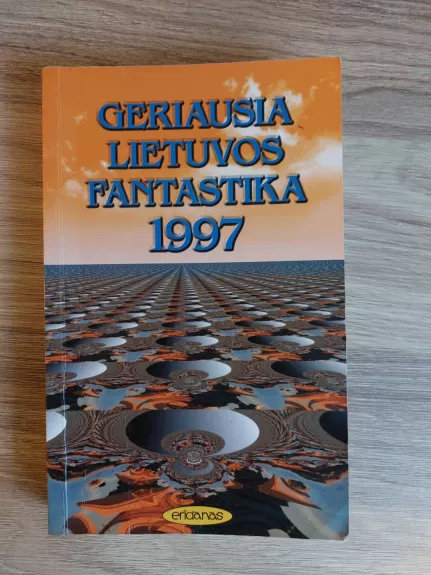 GERIAUSIA
LIETUVOS
FANTASTIKA
1997
eridanas